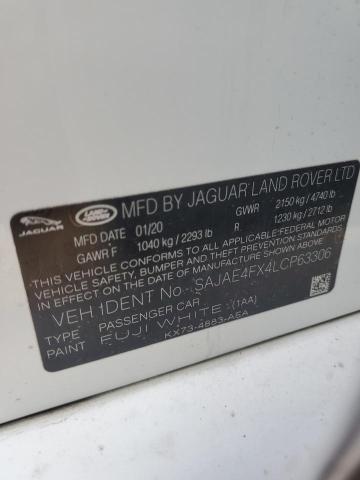 JAGUAR
LAND ROVER
MFD BY JAGUAR LAND ROVER LTD
MFD DATE 01/20 GVWR 2150 kg / 4740 lb
GAWR F 1040 kg / 2293 lb R 1230 kg / 2712 lb
THIS VEHICLE CONFORMS TO ALL APPLICABLE FEDERAL MOTOR VEHICLE
SAFETY, BUMPER AND THEFT PREVENTION STANDARDS
IN EFFECT ON THE DATE OF MANUFACTURE SHOWN ABOVE.
VEH IDENT No: SAJAE4FX4LCP63306
TYPE PASSENGER CAR
PAINT FUJI WHITE (1AA)
KX73-4883-AEA